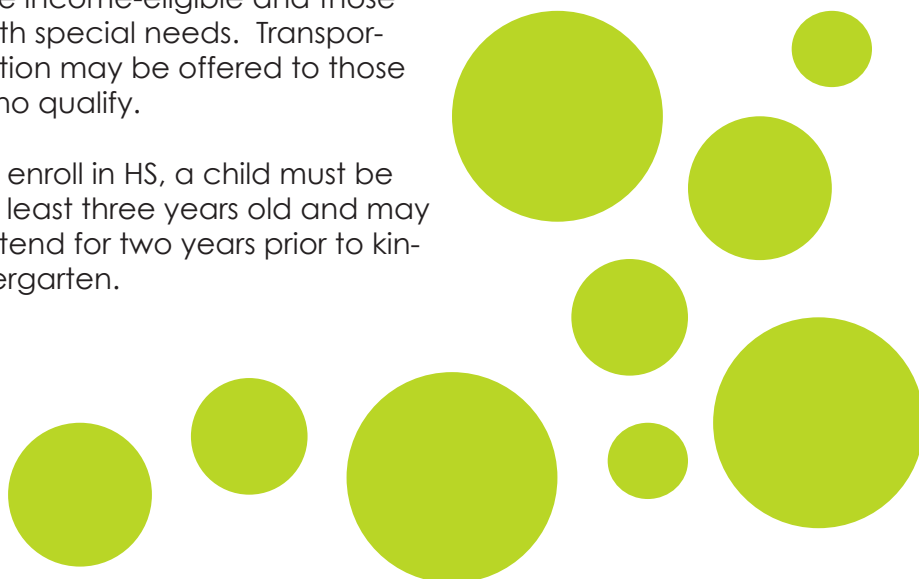 e income-eligible and those
th special needs.  Transpor-
tion may be offered to those
no qualify.
enroll in HS, a child must be
least three years old and may
tend for two years prior to kin-
ergarten.